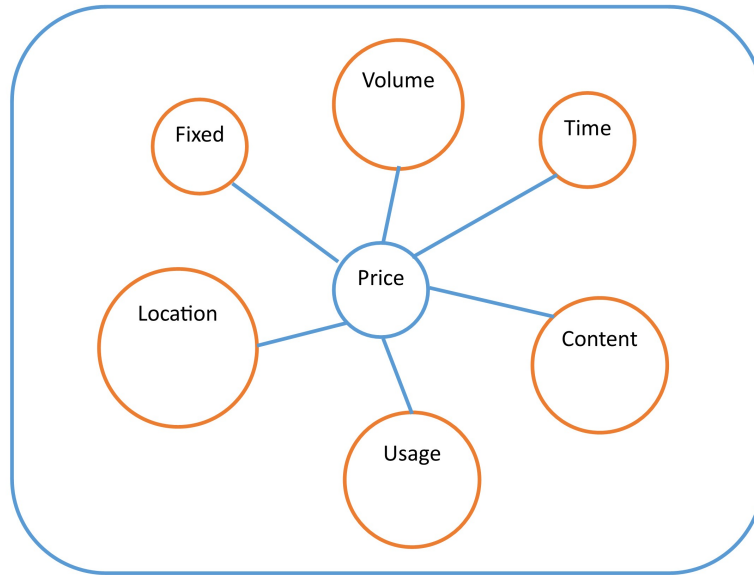 Volume
Fixed
Time
Price
Location
Content
Usage